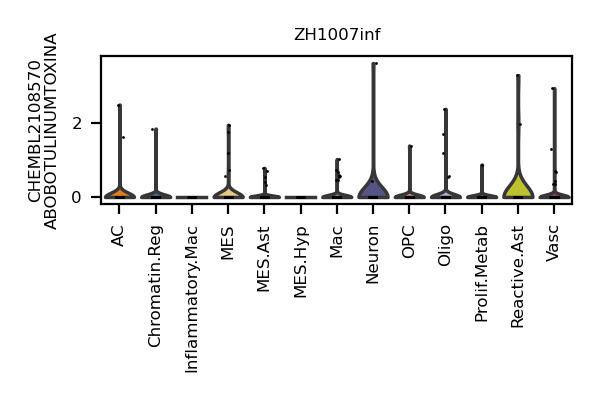 ZH1007inf
CHEMBL2108570
ABOBOTULINUMTOXINA
2
0
AC
Chromatin.Reg
Inflammatory.Mac
MES
MES.Ast
MES.Hyp
Mac
Neuron
OPC
Oligo
Prolif.Metab
Reactive.Ast
Vasc